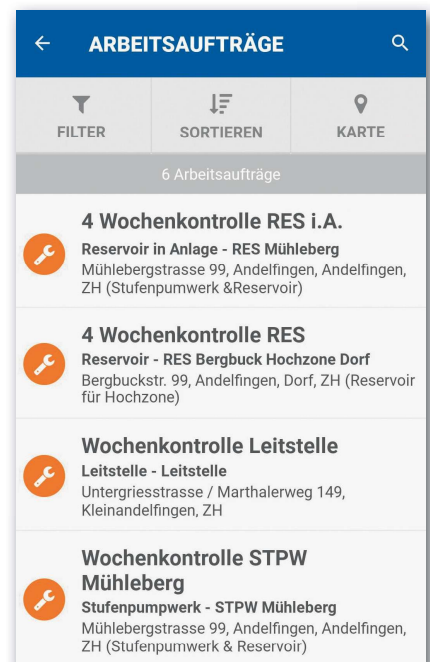 ARBEITSAUFTRÄGE
FILTER
SORTIEREN
KARTE
6 Arbeitsaufträge
4 Wochenkontrolle RES i.A.
Reservoir in Anlage - RES Mühleberg
Mühlebergstrasse 99, Andelfingen, Andelfingen,
ZH (Stufenpumwerk &Reservoir)
4 Wochenkontrolle RES
Reservoir - RES Bergbuck Hochzone Dorf
Bergbuckstr. 99, Andelfingen, Dorf, ZH (Reservoir
für Hochzone)
Wochenkontrolle Leitstelle
Leitstelle - Leitstelle
Untergriesstrasse / Marthalerweg 149,
Kleinandelfingen, ZH
Wochenkontrolle STPW
Mühleberg
Stufenpumpwerk - STPW Mühleberg
Mühlebergstrasse 99, Andelfingen, Andelfingen,
ZH (Stufenpumwerk & Reservoir)